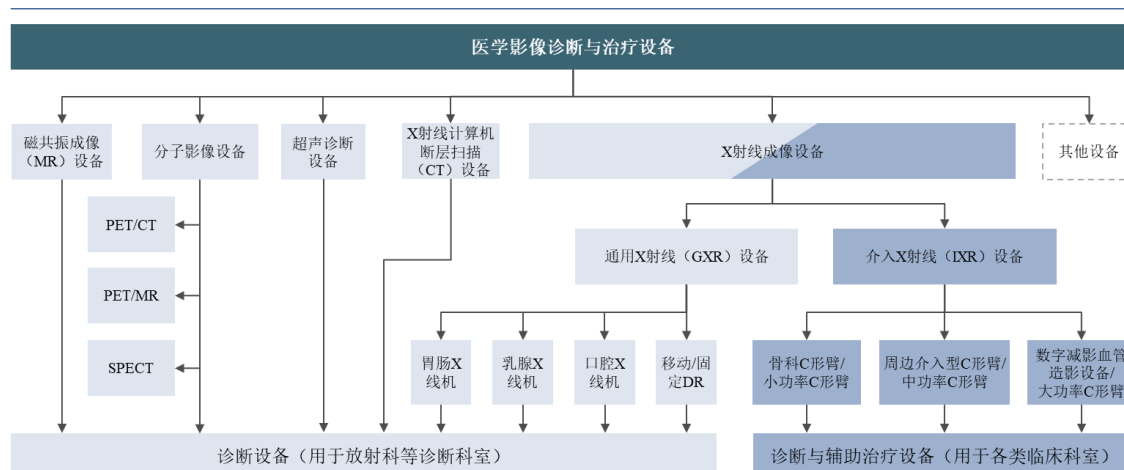 医学影像诊断与治疗设备
磁共振成像
（MR）设备
分子影像设备
超声诊断
设备
X射线计算机
断层扫描
（CT）设备
X射线成像设备
其他设备
PET/CT
PET/MR
SPECT
通用X射线（GXR）设备
介入X射线（IXR）设备
胃肠X
线机
乳腺X
线机
口腔X
线机
移动/固
定DR
骨科C形臂/
小功率C形臂
周边介入型C形臂/
中功率C形臂
数字减影血管
造影设备/
大功率C形臂
诊断设备（用于放射科等诊断科室）
诊断与辅助治疗设备（用于各类临床科室）